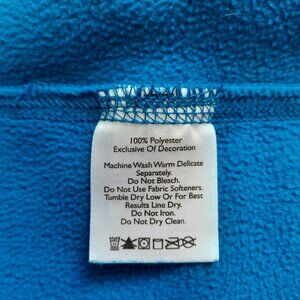 100% Polyester
Exclusive Of Decoration
Machine Wash Warm Delicate
Separately.
Do Not Bleach.
Do Not Use Fabric Softeners.
Tumble Dry Low Or For Best
Results Line Dry.
Do Not Iron.
Do Not Dry Clean.